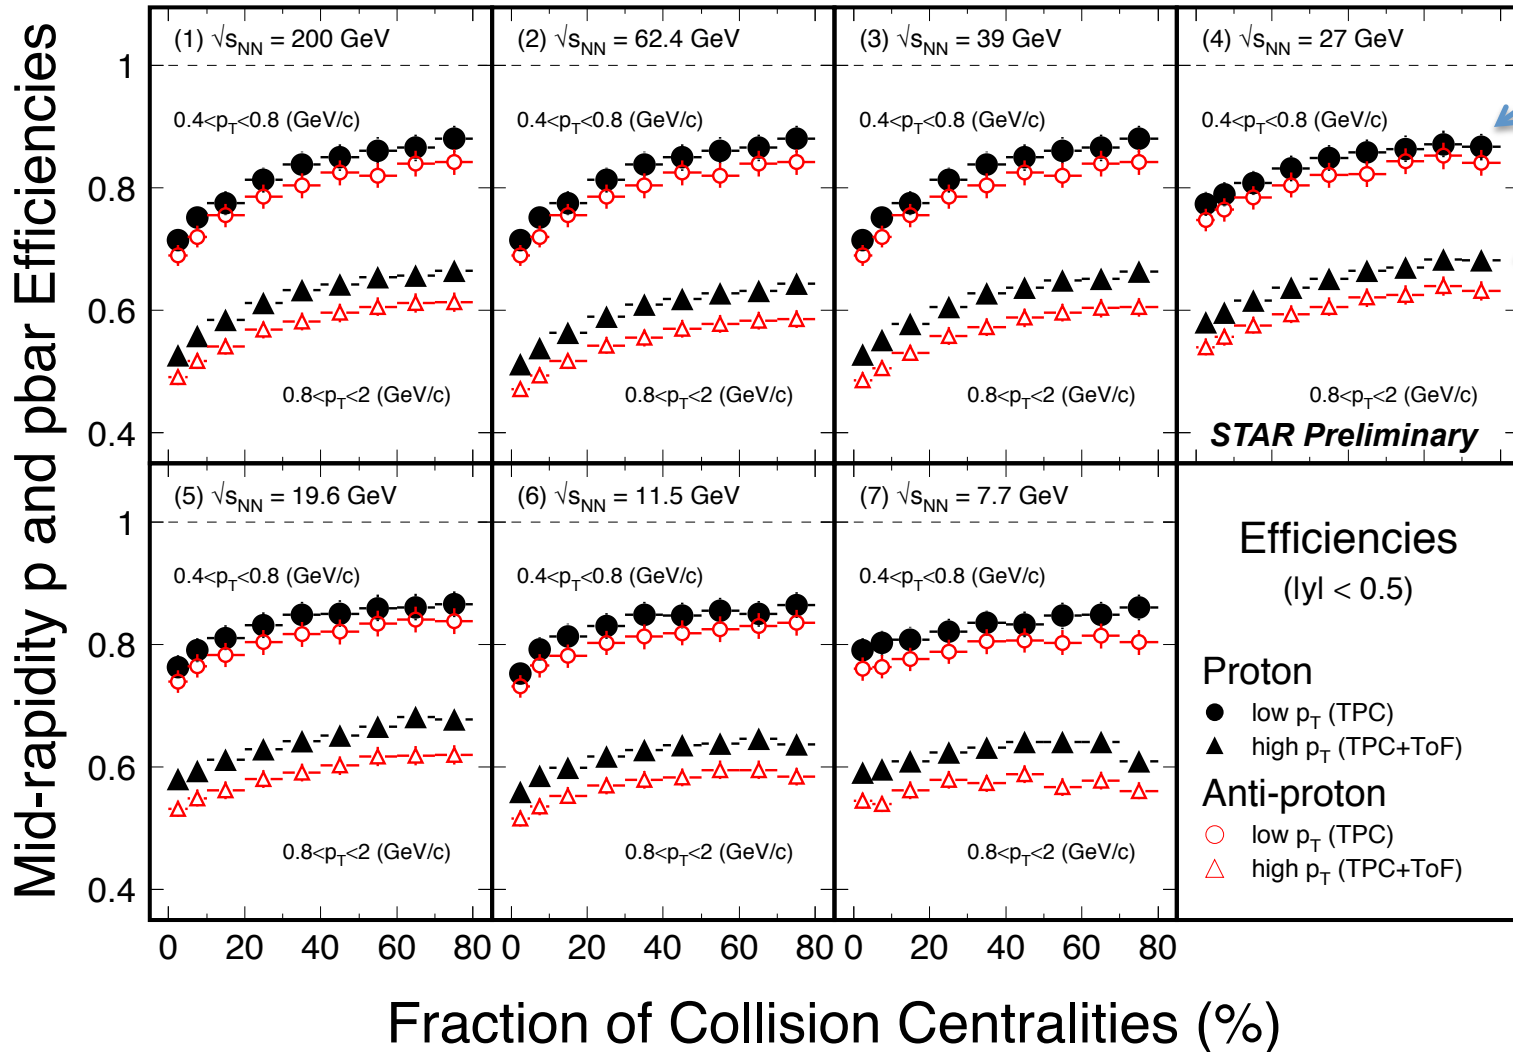 Mid-rapidity p and pbar Efficiencies
(1) √sNN = 200 GeV
(2) √sNN = 62.4 GeV
(3) √sNN = 39 GeV
(4) √sNN = 27 GeV
1
0.4<pT<0.8 (GeV/c)
0.4<pT<0.8 (GeV/c)
0.4<pT<0.8 (GeV/c)
0.4<pT<0.8 (GeV/c)
0.8
0.6
0.8<pT<2 (GeV/c)
0.8<pT<2 (GeV/c)
0.8<pT<2 (GeV/c)
0.8<pT<2 (GeV/c)
0.4
STAR Preliminary
(5) √sNN = 19.6 GeV
(6) √sNN = 11.5 GeV
(7) √sNN = 7.7 GeV
1
0.4<pT<0.8 (GeV/c)
0.4<pT<0.8 (GeV/c)
0.4<pT<0.8 (GeV/c)
0.8
0.6
0.8<pT<2 (GeV/c)
0.8<pT<2 (GeV/c)
0.8<pT<2 (GeV/c)
0.4
Efficiencies
(|y| < 0.5)
Proton
low pT (TPC)
high pT (TPC+ToF)
Anti-proton
low pT (TPC)
high pT (TPC+ToF)
0 20 40 60 80 0 20 40 60 80 0 20 40 60 80
Fraction of Collision Centralities (%)